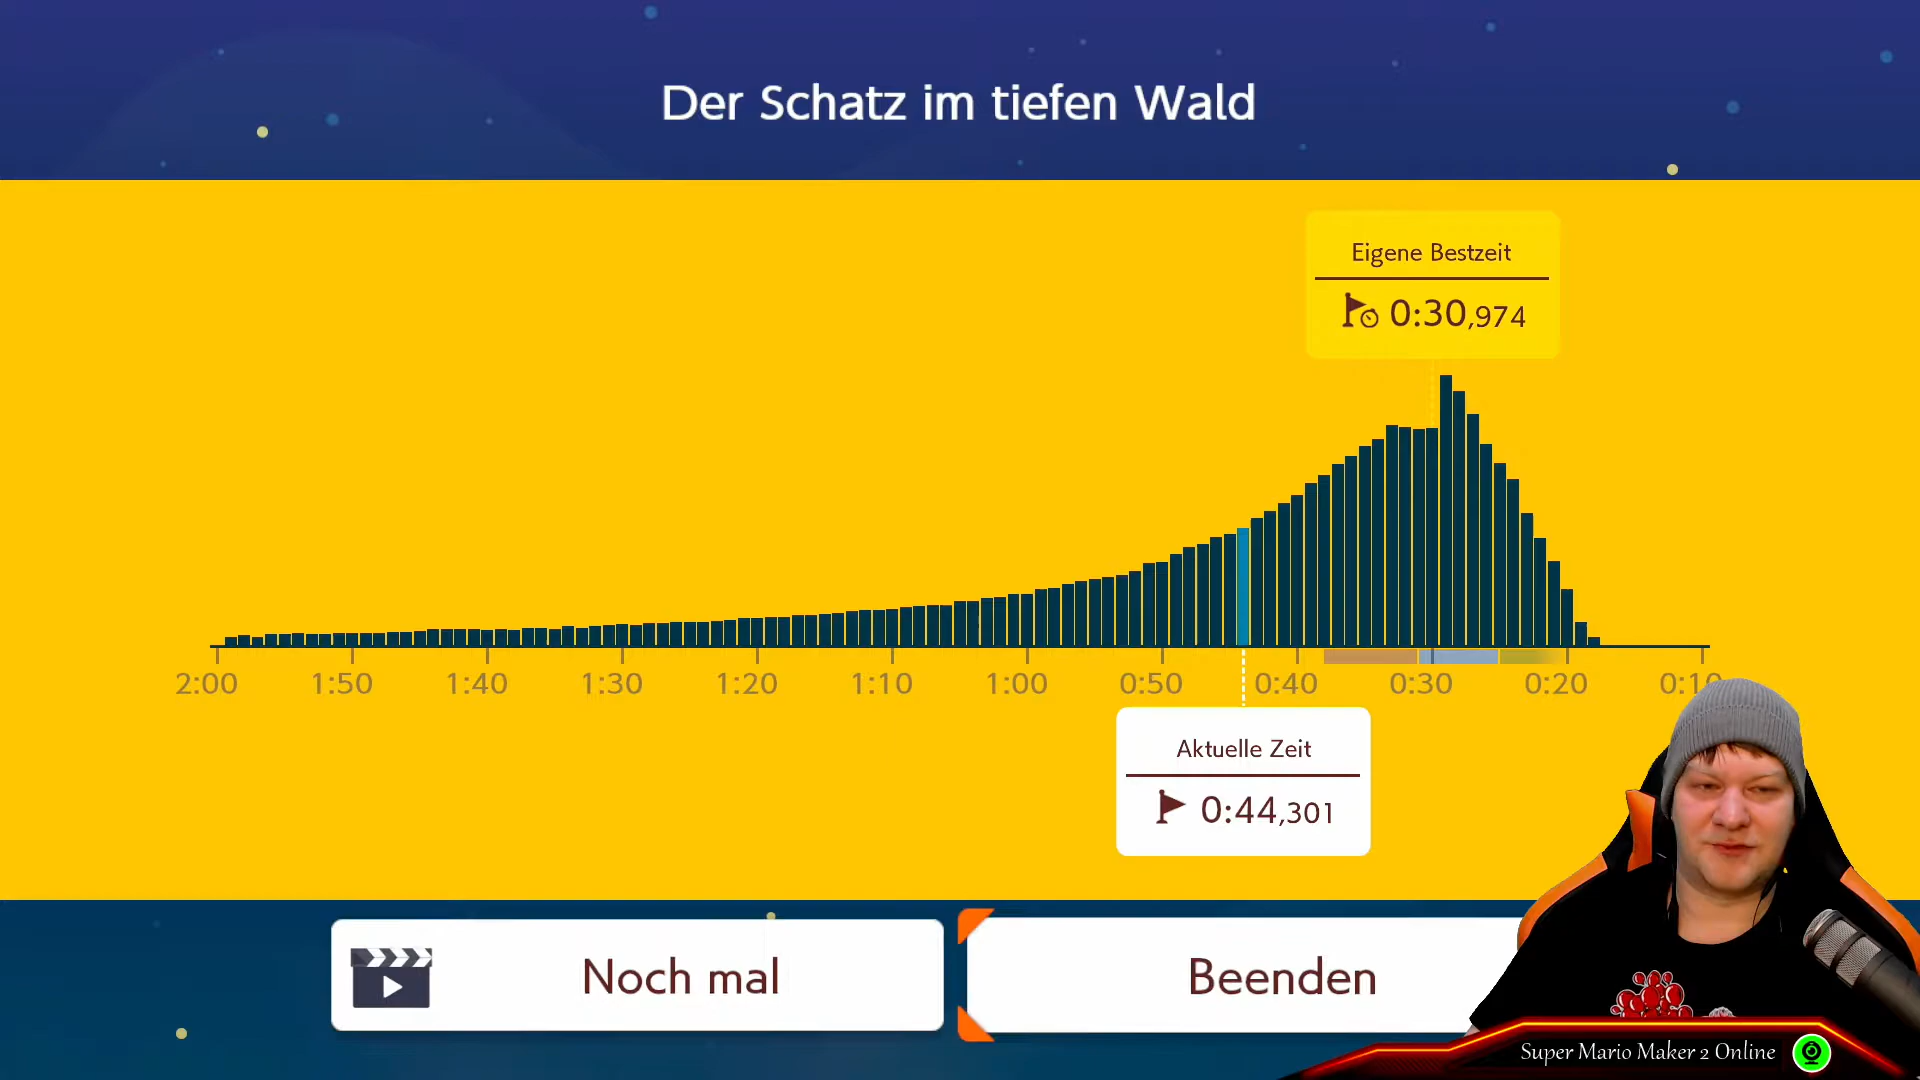 Der Schatz im tiefen Wald
Eigene Bestzeit
0:30,974
2:00 1:50 1:40 1:30 1:20 1:10 1:00 0:50 0:40 0:30 0:20 0:10
Aktuelle Zeit
0:44,301
Noch mal
Beenden
Super Mario Maker 2 Online